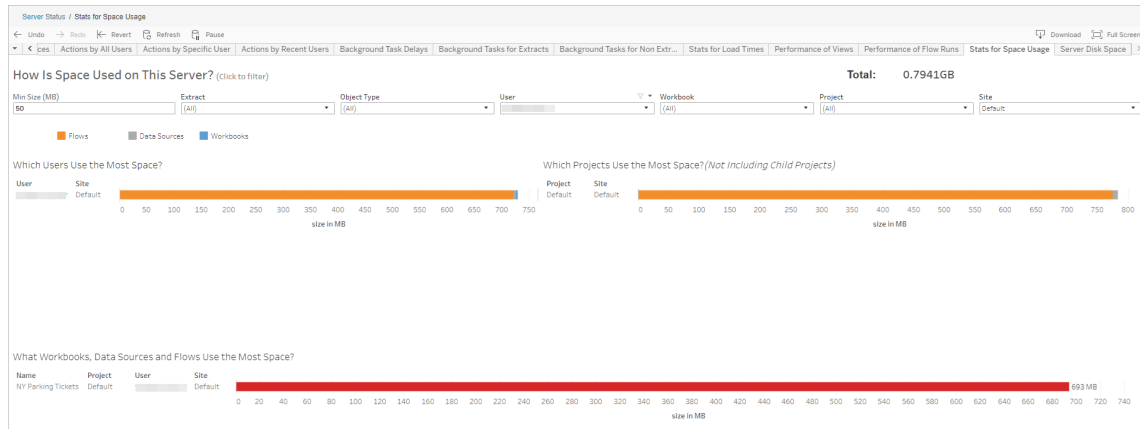 Server Status / Stats for Space Usage
← Undo → Redo Revert Refresh Pause Download Full Screen
ces Actions by All Users Actions by Specific User Actions by Recent Users Background Task Delays Background Tasks for Extracts Background Tasks for Non Extr... Stats for Load Times Performance of Views Performance of Flow Runs Stats for Space Usage Server Disk Space
How Is Space Used on This Server? (Click to filter) Total: 0.7941GB
Min Size (MB) Extract Object Type User Workbook Project Site
50 (All) (All) (All) (All) Default
Flows Data Sources Workbooks
Which Users Use the Most Space? Which Projects Use the Most Space? (Not Including Child Projects)
User Site Project Site
Default Default Default
0 50 100 150 200 250 300 350 400 450 500 550 600 650 700 750 0 50 100 150 200 250 300 350 400 450 500 550 600 650 700 750 800
size in MB size in MB
What Workbooks, Data Sources and Flows Use the Most Space?
Name Project User Site
NY Parking Tickets Default Default 693 MB
0 20 40 60 80 100 120 140 160 180 200 220 240 260 280 300 320 340 360 380 400 420 440 460 480 500 520 540 560 580 600 620 640 660 680 700 720 740
size in MB